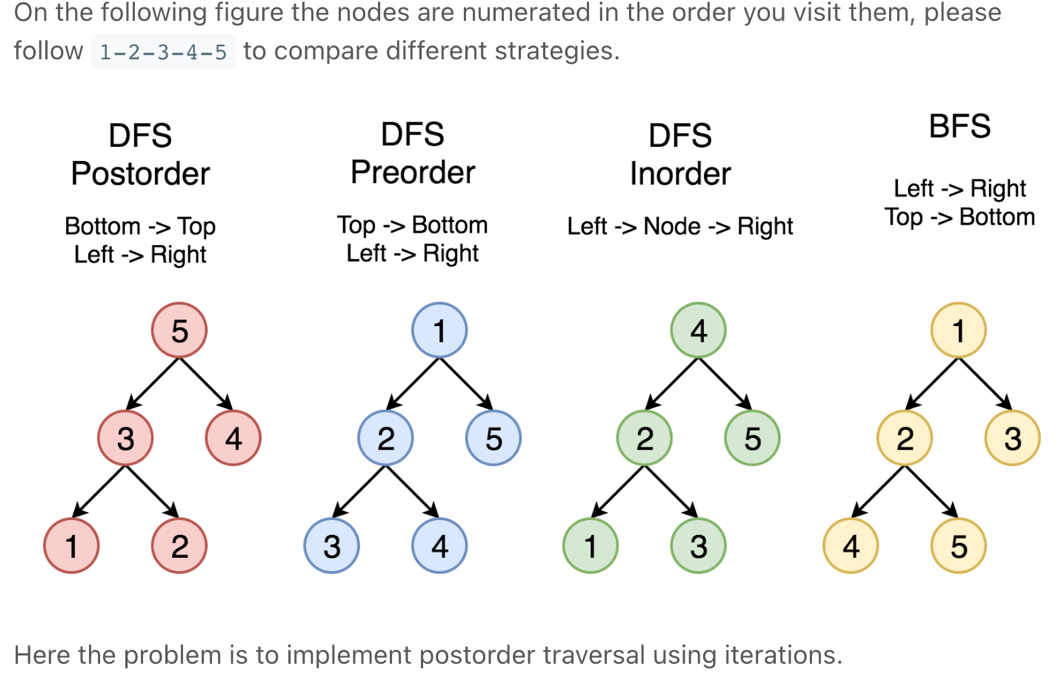 On the following figure the nodes are numerated in the order you visit them, please
follow 1-2-3-4-5 to compare different strategies.
DFS
Postorder
Bottom -> Top
Left -> Right
DFS
Preorder
Top -> Bottom
Left -> Right
DFS
Inorder
Left -> Node -> Right
BFS
Left -> Right
Top -> Bottom
5
3 4
1 2
1
2 5
3 4
4
2 5
1 3
1
2 3
4 5
Here the problem is to implement postorder traversal using iterations.